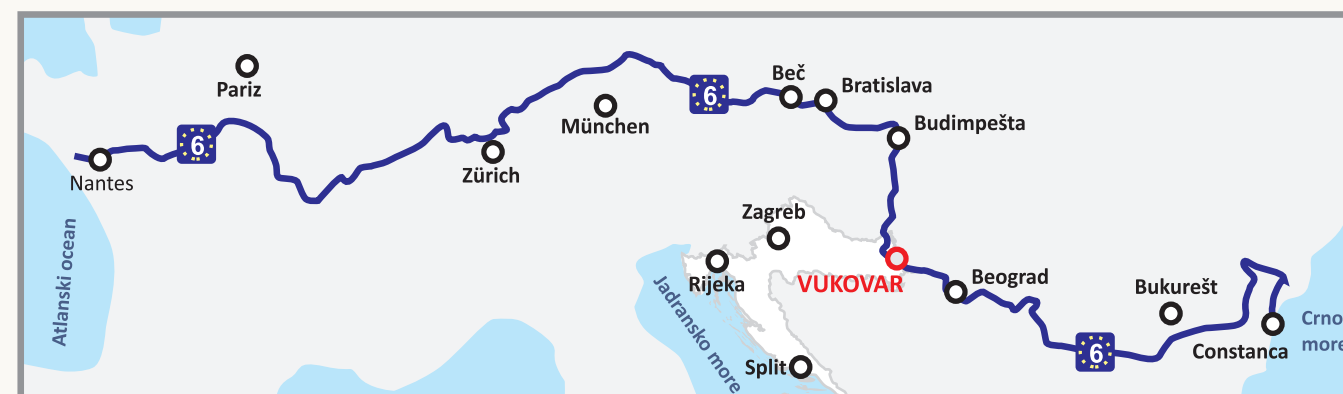 Pariz
6
Nantes
Atlanski ocean
Zürich
München
6
Beč
Bratislava
Budimpešta
Zagreb
Rijeka
VUKOVAR
Jadransko more
Split
Beograd
6
Bukurešt
Constanca
Crno
more